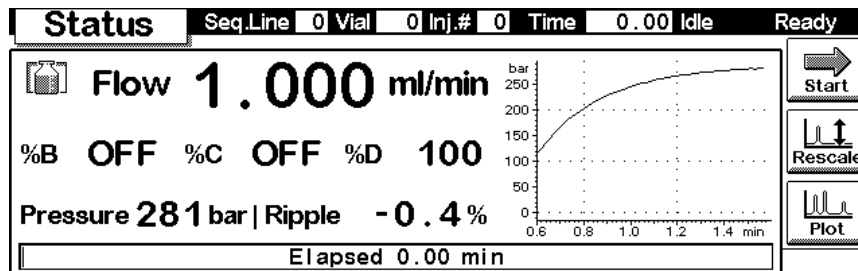 Status Seq.Line 0 Vial 0 Inj.# 0 Time 0.00 Idle Ready
Flow 1.000 ml/min
%B OFF %C OFF %D 100
Pressure 281 bar | Ripple -0.4 %
Elapsed 0.00 min
bar
250
200
150
100
50
0
0.6 0.8 1.0 1.2 1.4 min
Start
Rescale
Plot